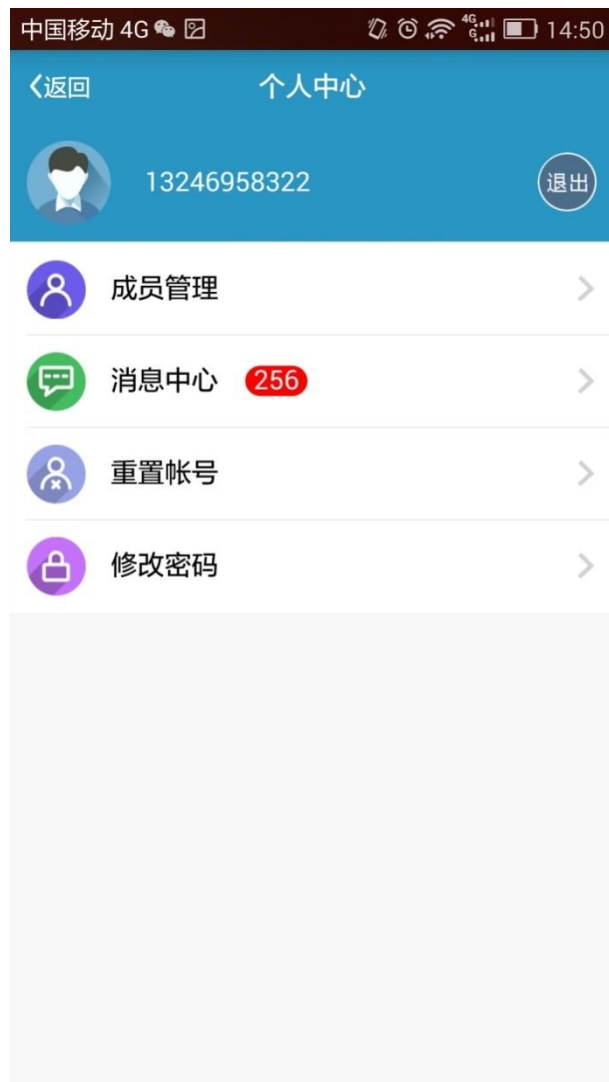 中国移动 4G 4G G 14:50
返回 个人中心
13246958322 退出
成员管理
消息中心 256
重置帐号
修改密码